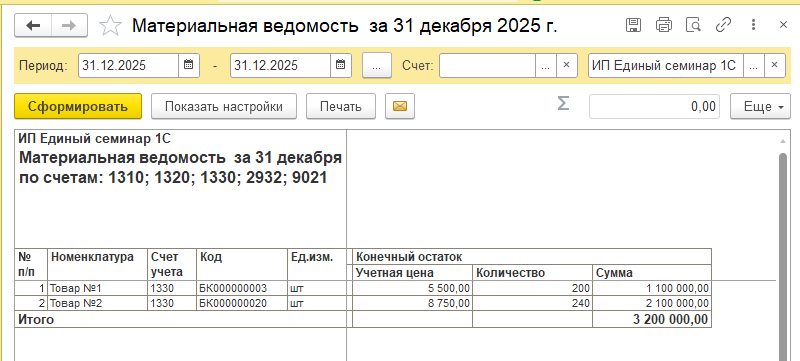 Материальная ведомость за 31 декабря 2025 г.
Период: 31.12.2025 - 31.12.2025 ... Счет: ... × ИП Единый семинар 1С ... ×
Сформировать Показать настройки Печать Σ 0,00 Еще
ИП Единый семинар 1С
Материальная ведомость за 31 декабря
по счетам: 1310; 1320; 1330; 2932; 9021
№ п/п Номенклатура Счет учета Код Ед.изм. Конечный остаток
Учетная цена Количество Сумма
1 Товар №1 1330 БК000000003 шт 5 500,00 200 1 100 000,00
2 Товар №2 1330 БК000000020 шт 8 750,00 240 2 100 000,00
Итого 3 200 000,00